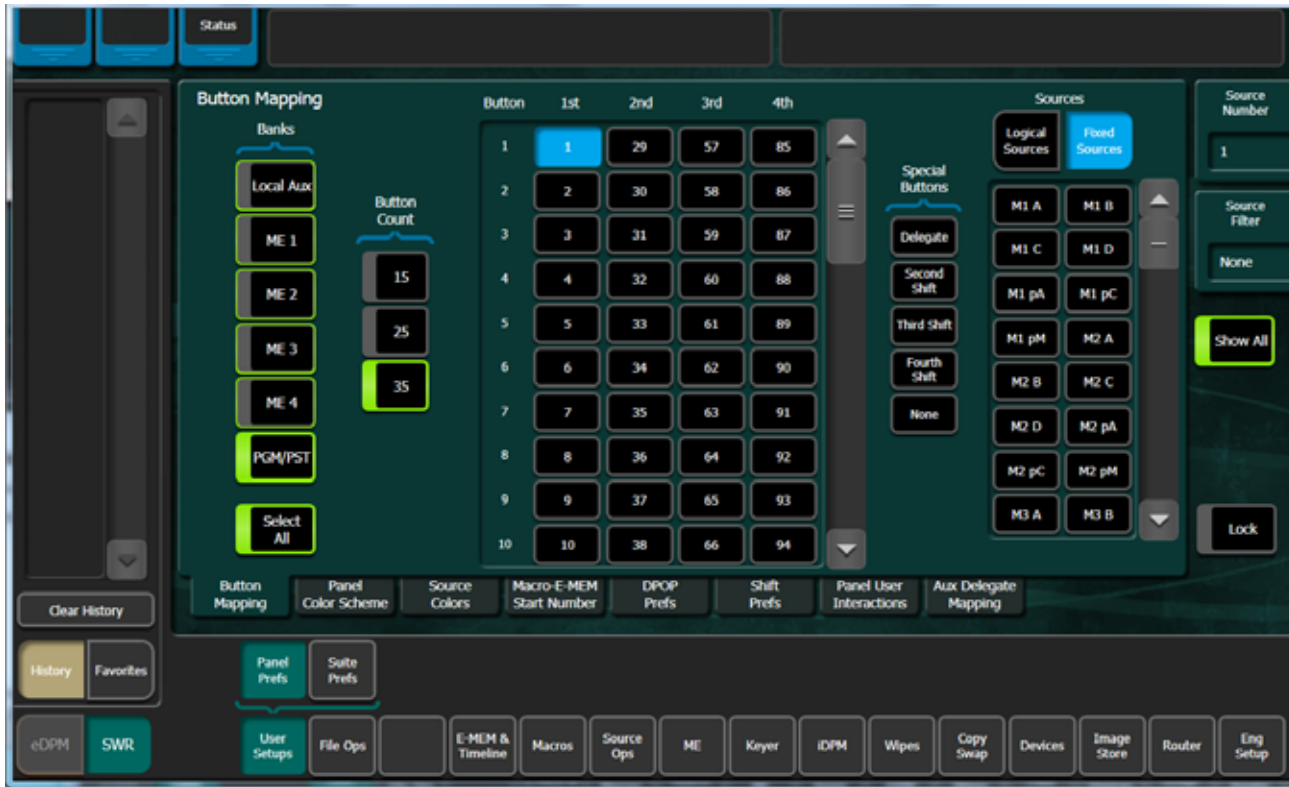 Status
Button Mapping
Banks
Local Aux
ME 1
ME 2
ME 3
ME 4
PGM/PST
Select
All
Button
Count
15
25
35
Button 1st 2nd 3rd 4th
1 1 29 57 85
2 2 30 58 86
3 3 31 59 87
4 4 32 60 88
5 5 33 61 89
6 6 34 62 90
7 7 35 63 91
8 8 36 64 92
9 9 37 65 93
10 10 38 66 94
Special
Buttons
Delegate
Second
Shift
Third Shift
Fourth
Shift
None
Sources
Logical
Sources
Fixed
Sources
M1 A M1 B
M1 C M1 D
M1 pA M1 pC
M1 pM M2 A
M2 B M2 C
M2 D M2 pA
M2 pC M2 pM
M3 A M3 B
Source
Number
1
Source
Filter
None
Show All
Lock
Button
Mapping
Panel
Color Scheme
Source
Colors
Macro-E-MEM
Start Number
DPOP
Prefs
Shift
Prefs
Panel User
Interactions
Aux Delegate
Mapping
Clear History
History
Favorites
Panel
Prefs
Suite
Prefs
eDPM
SWR
User
Setups
File Ops
E-MEM &
Timeline
Macros
Source
Ops
ME
Keyer
iDPM
Wipes
Copy
Swap
Devices
Image
Store
Router
Eng
Setup